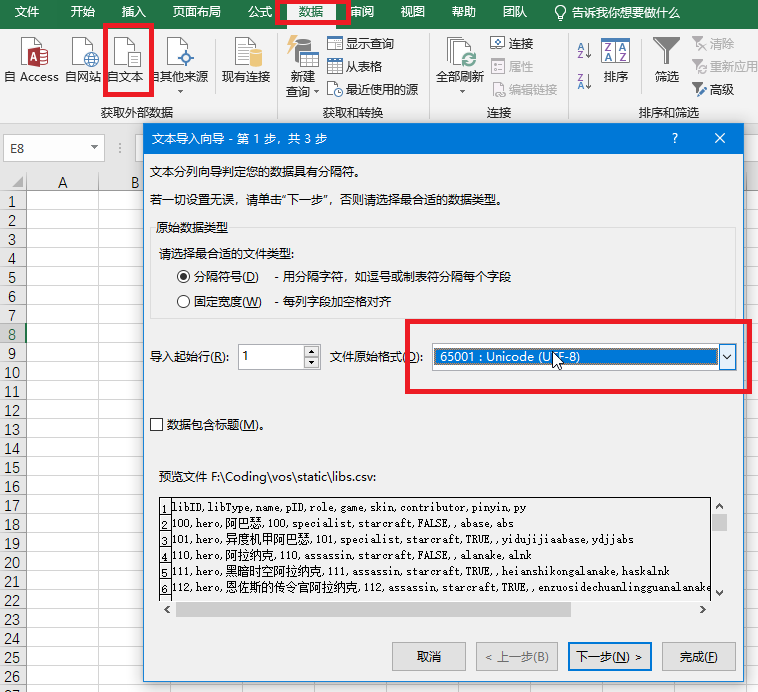 文件 开始 插入 页面布局 公式 数据 审阅 视图 帮助 团队 告诉我你想要做什么
自 Access 自网站 自文本 自其他来源 现有连接
新建
查询
显示查询
从表格
最近使用的源
全部刷新
连接
属性
编辑链接
排序
筛选
清除
重新应用
高级
获取外部数据 获取和转换 连接 排序和筛选
E8
A B
1
2
3
4
5
6
7
8
9
10
11
12
13
14
15
16
17
18
19
20
21
22
23
24
25
26
文本导入向导 - 第 1 步，共 3 步
文本分列向导判定您的数据具有分隔符。
若一切设置无误，请单击“下一步”，否则请选择最合适的数据类型。
原始数据类型
请选择最合适的文件类型:
分隔符号(D) - 用分隔字符，如逗号或制表符分隔每个字段
固定宽度(W) - 每列字段加空格对齐
导入起始行(R): 1 文件原始格式(O): 65001 : Unicode (UTF-8)
数据包含标题(M)。
预览文件 F:\Coding\vos\static\libs.csv:
1 libID,libType,name,pID,role,game,skin,contributor,pinyin,py
2 100,hero,阿巴瑟,100,specialist,starcraft,FALSE,,abase,abs
3 101,hero,异度机甲阿巴瑟,101,specialist,starcraft,TRUE,,yidujijiaabase,ydjjabs
4 110,hero,阿拉纳克,110,assassin,starcraft,FALSE,,alanake,alnk
5 111,hero,黑暗时空阿拉纳克,111,assassin,starcraft,TRUE,,heianshikongalanake,haskalnk
6 112,hero,恩佐斯的传令官阿拉纳克,112,assassin,starcraft,TRUE,,enzuosidechuanlingguanalanake
取消 < 上一步(B) 下一步(N) > 完成(F)